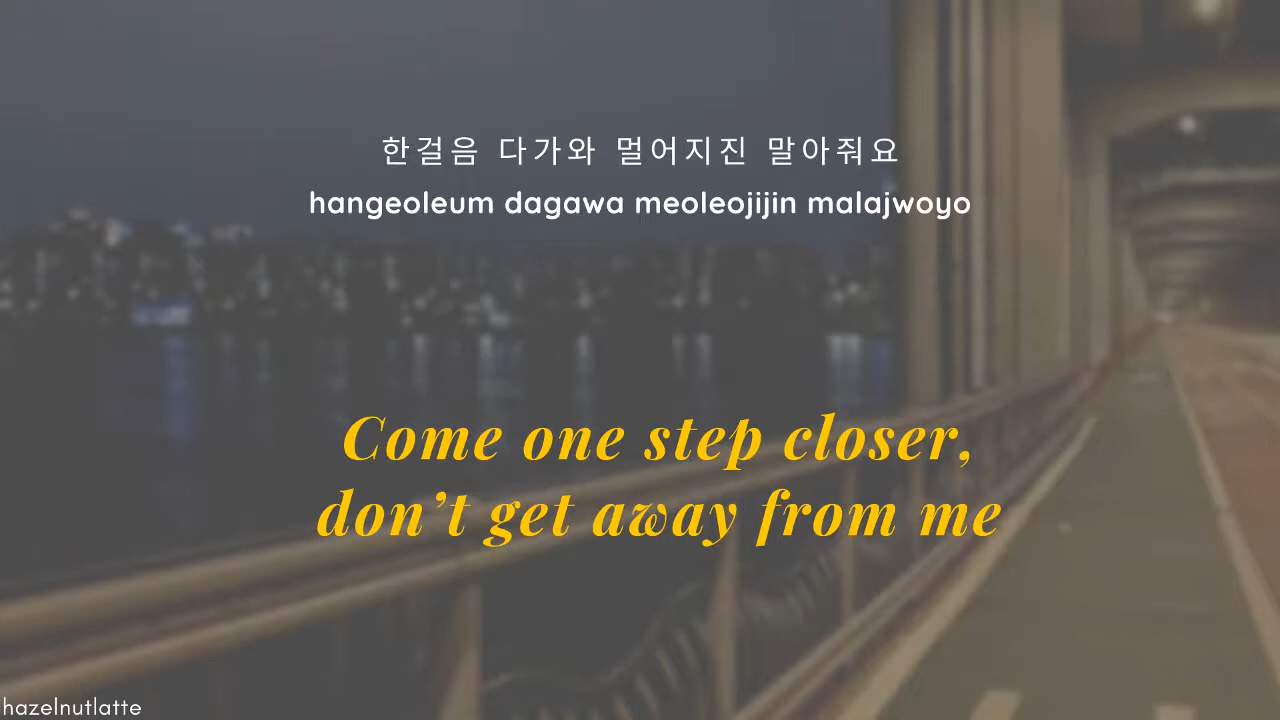 한걸음 다가와 멀어지진 말아줘요
hangeoleum dagawa meoleojijin malajwoyo
Come one step closer,
don’t get away from me
hazelnutlatte